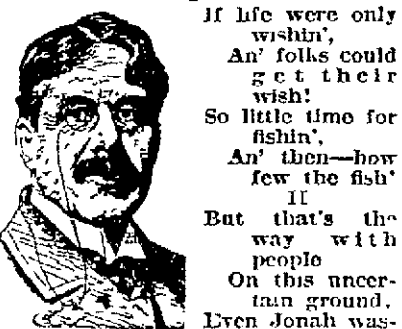 If life were only
wishin',
An' folks could
get their
wish!
So little time for
fishin',
An' then—how
few the fish'
II
But that's the
way with
people
On this uncer-
tain ground,
Even Jonah was-